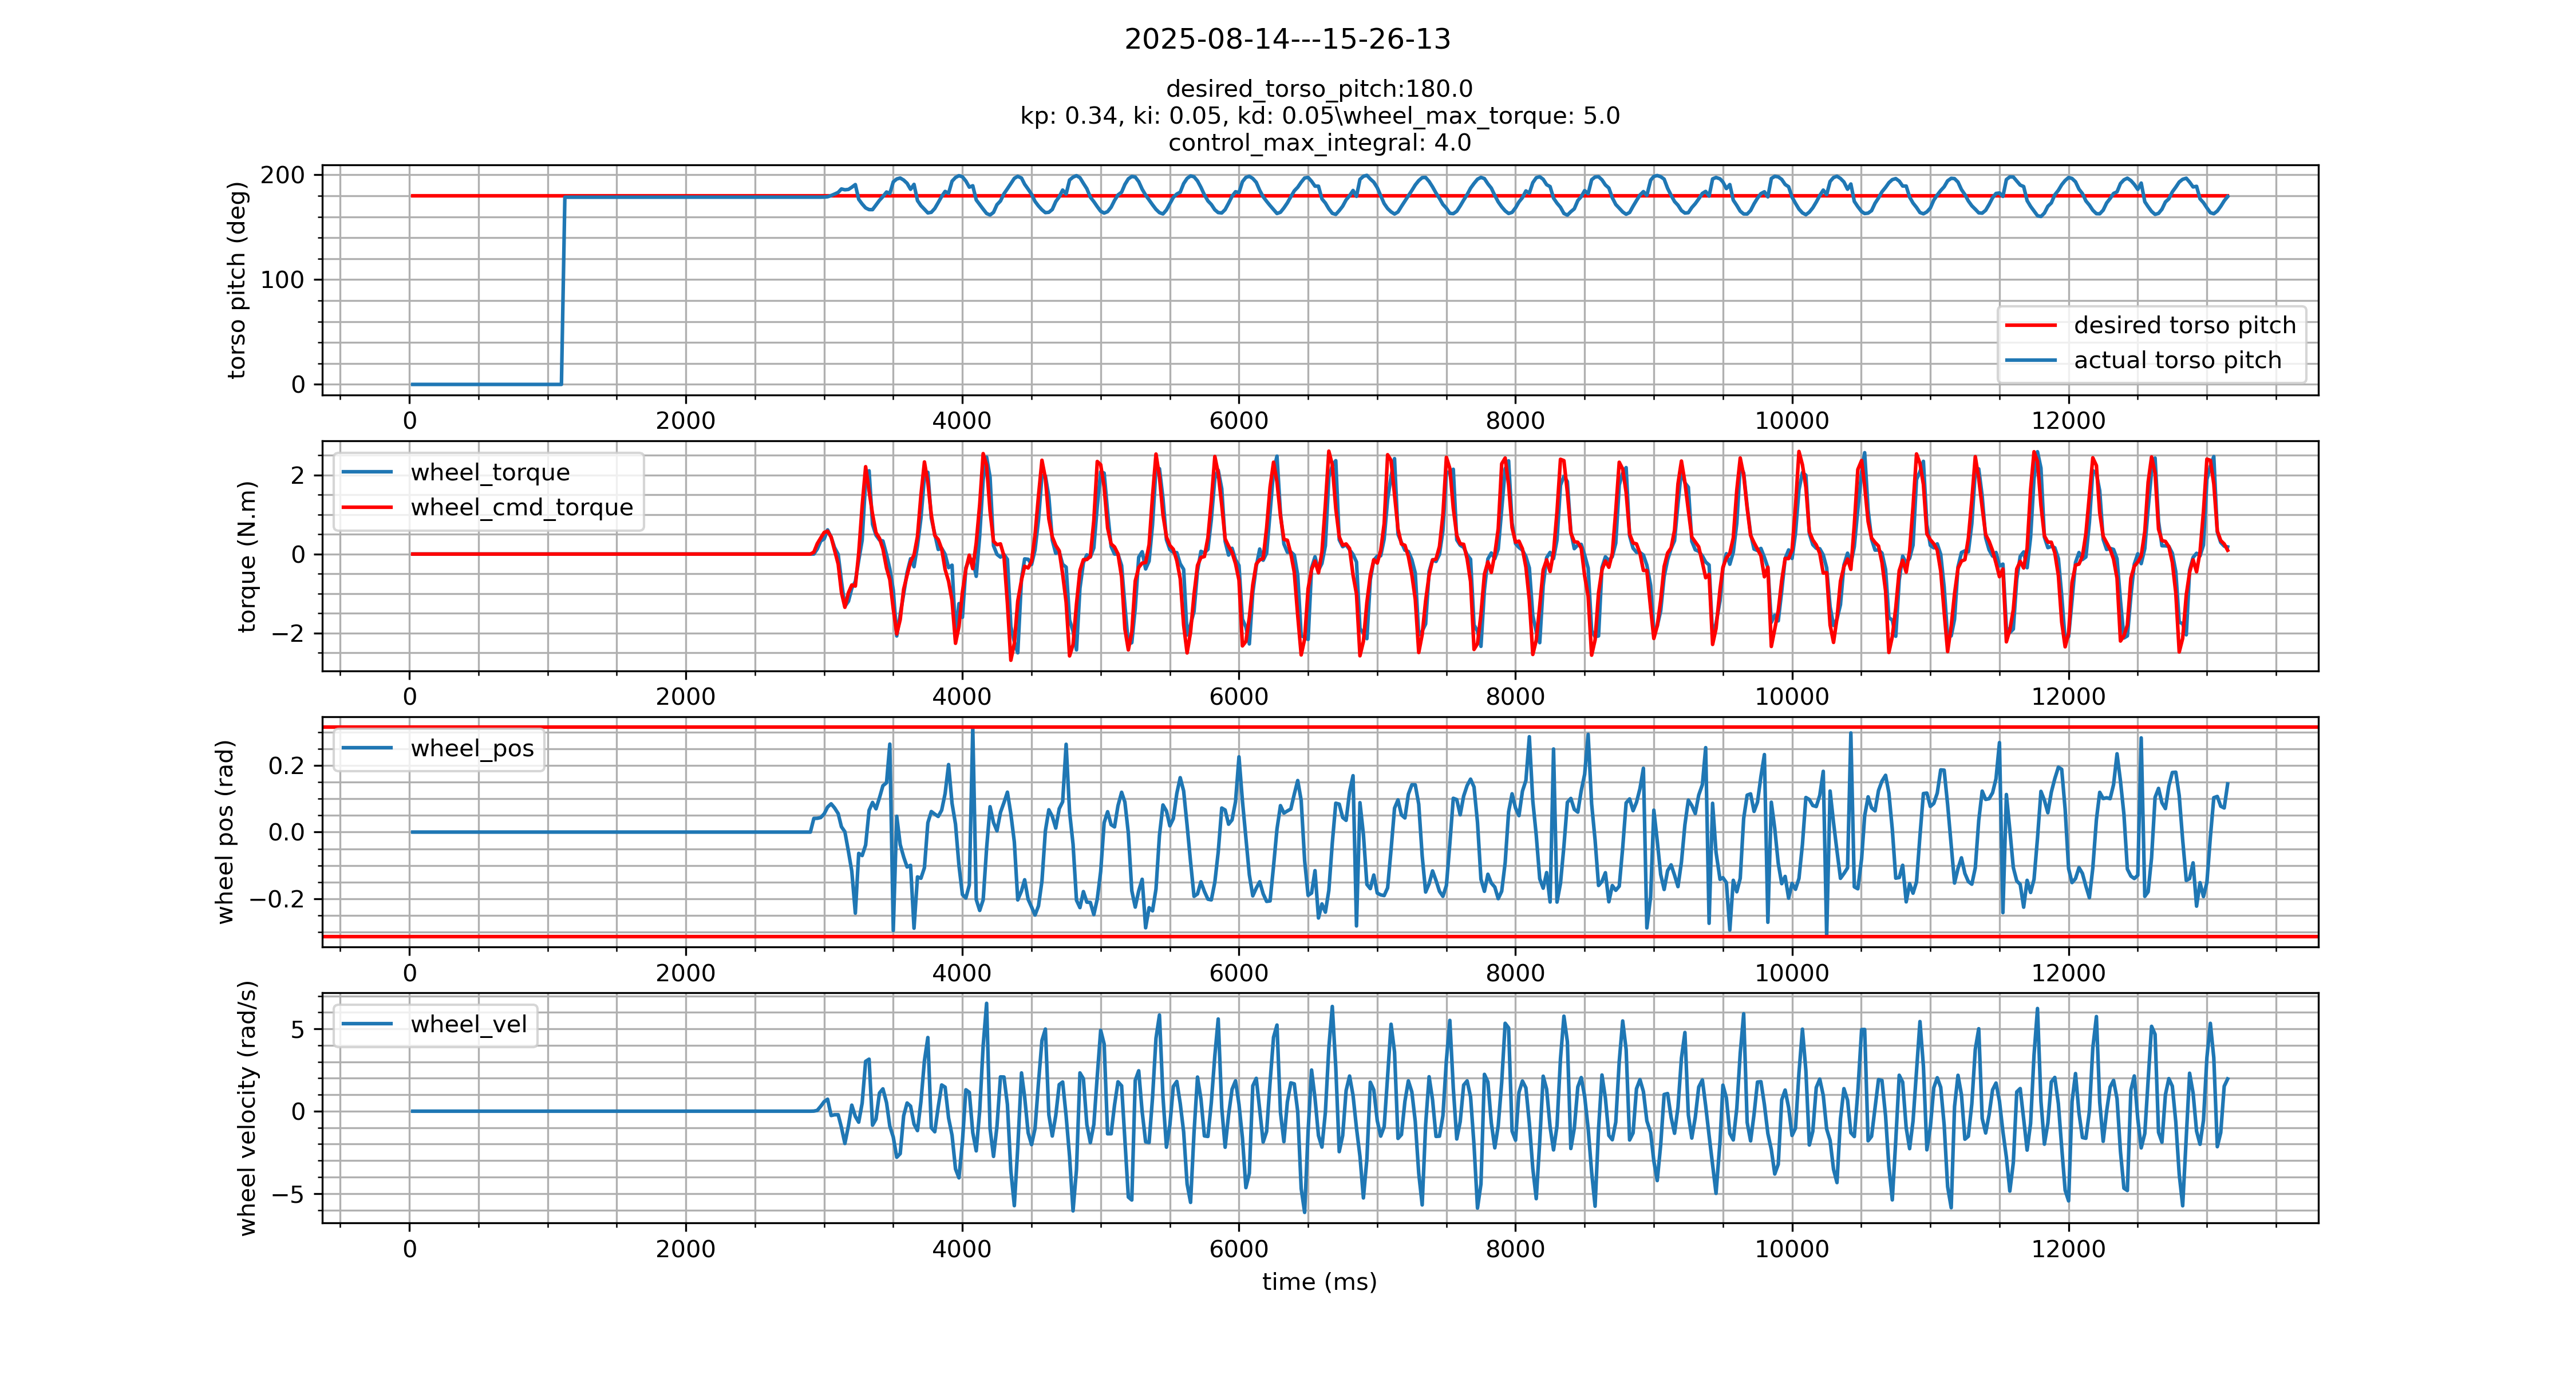 2025-08-14---15-26-13
desired_torso_pitch:180.0
kp: 0.34, ki: 0.05, kd: 0.05\wheel_max_torque: 5.0
control_max_integral: 4.0
torso pitch (deg)
200
100
0
desired torso pitch
actual torso pitch
0 2000 4000 6000 8000 10000 12000
torque (N.m)
2
0
−2
wheel_torque
wheel_cmd_torque
0 2000 4000 6000 8000 10000 12000
wheel pos (rad)
0.2
0.0
−0.2
wheel_pos
0 2000 4000 6000 8000 10000 12000
wheel velocity (rad/s)
5
0
−5
wheel_vel
0 2000 4000 6000 8000 10000 12000
time (ms)